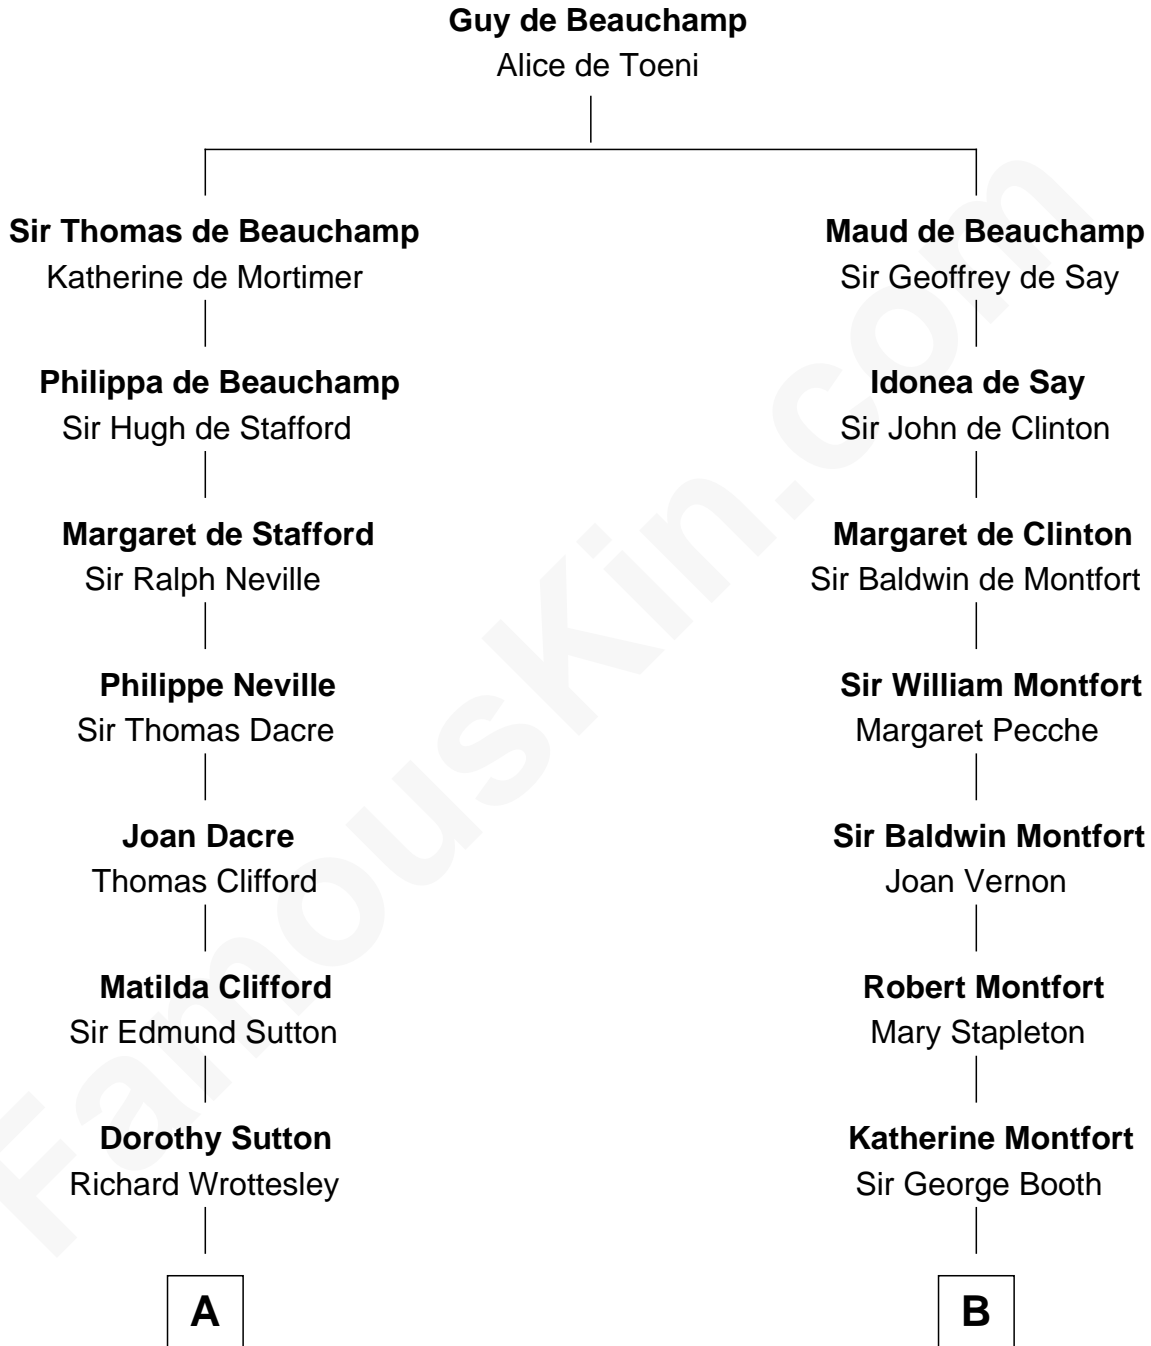 Guy de Beauchamp
Alice de Toeni
Sir Thomas de Beauchamp
Katherine de Mortimer
Maud de Beauchamp
Sir Geoffrey de Say
Philippa de Beauchamp
Sir Hugh de Stafford
Idonea de Say
Sir John de Clinton
Margaret de Stafford
Sir Ralph Neville
Margaret de Clinton
Sir Baldwin de Montfort
Philippe Neville
Sir Thomas Dacre
Sir William Montfort
Margaret Pecche
Joan Dacre
Thomas Clifford
Sir Baldwin Montfort
Joan Vernon
Matilda Clifford
Sir Edmund Sutton
Robert Montfort
Mary Stapleton
Dorothy Sutton
Richard Wrottesley
Katherine Montfort
Sir George Booth
A
B
FamousKin.com